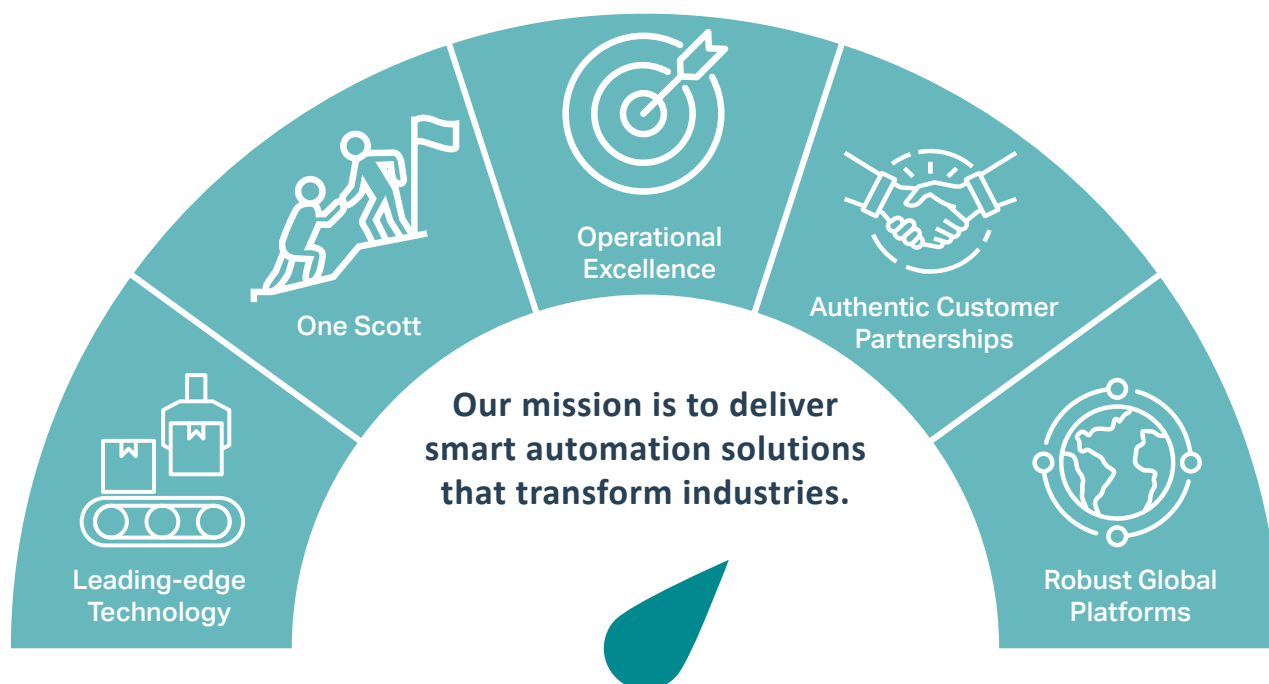 Leading-edge
Technology
One Scott
Operational
Excellence
Authentic Customer
Partnerships
Robust Global
Platforms
Our mission is to deliver
smart automation solutions
that transform industries.